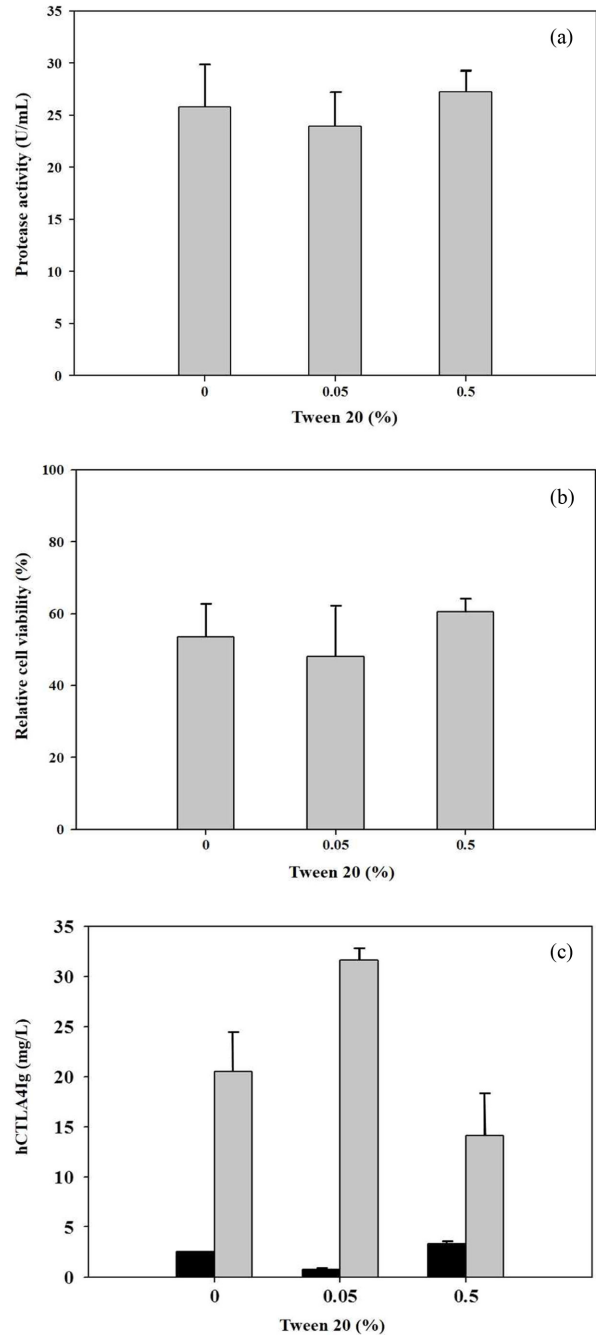 (a)
Protease activity (U/mL)
35
30
25
20
15
10
5
0
0 0.05 0.5
Tween 20 (%)
(b)
Relative cell viability (%)
100
80
60
40
20
0
0 0.05 0.5
Tween 20 (%)
(c)
hCTLA4Ig (mg/L)
35
30
25
20
15
10
5
0
0 0.05 0.5
Tween 20 (%)